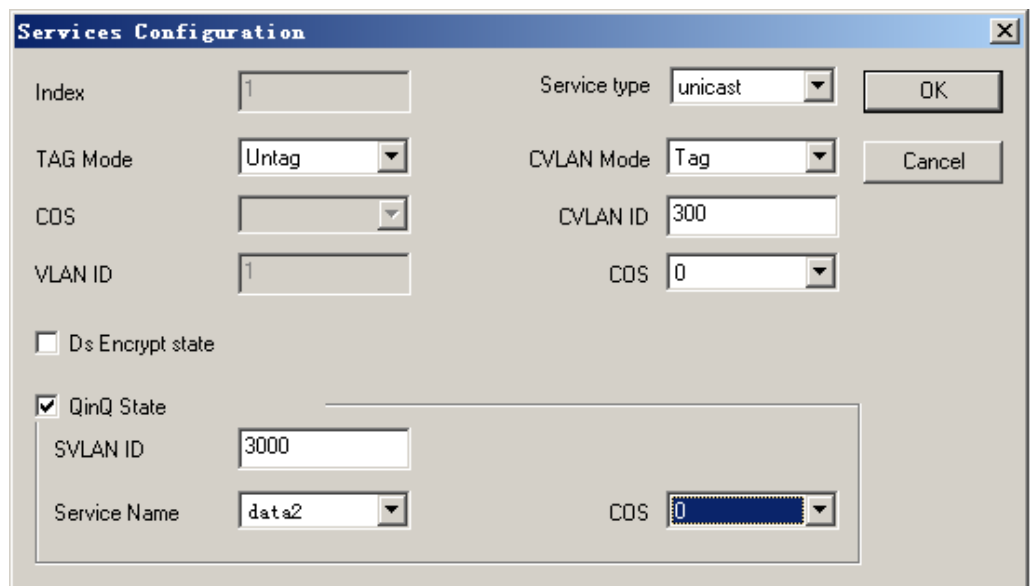 Services Configuration
Index 1 Service type unicast OK
TAG Mode Untag CVLAN Mode Tag Cancel
COS CVLAN ID 300
VLAN ID 1 COS 0
Ds Encrypt state
QinQ State
SVLAN ID 3000
Service Name data2 COS 0